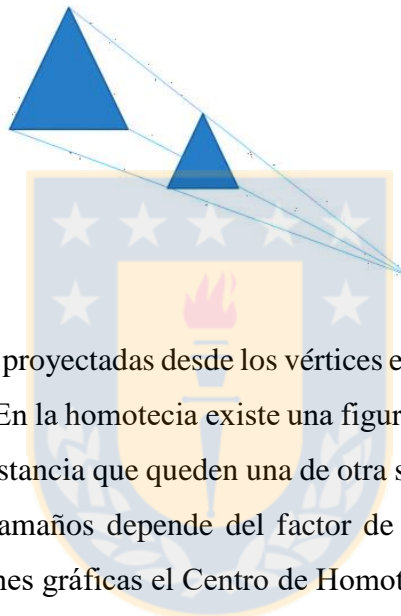 proyectadas desde los vértices e
En la homotecia existe una figur
stancia que queden una de otra s
amaños depende del factor de
nes gráficas el Centro de Homot